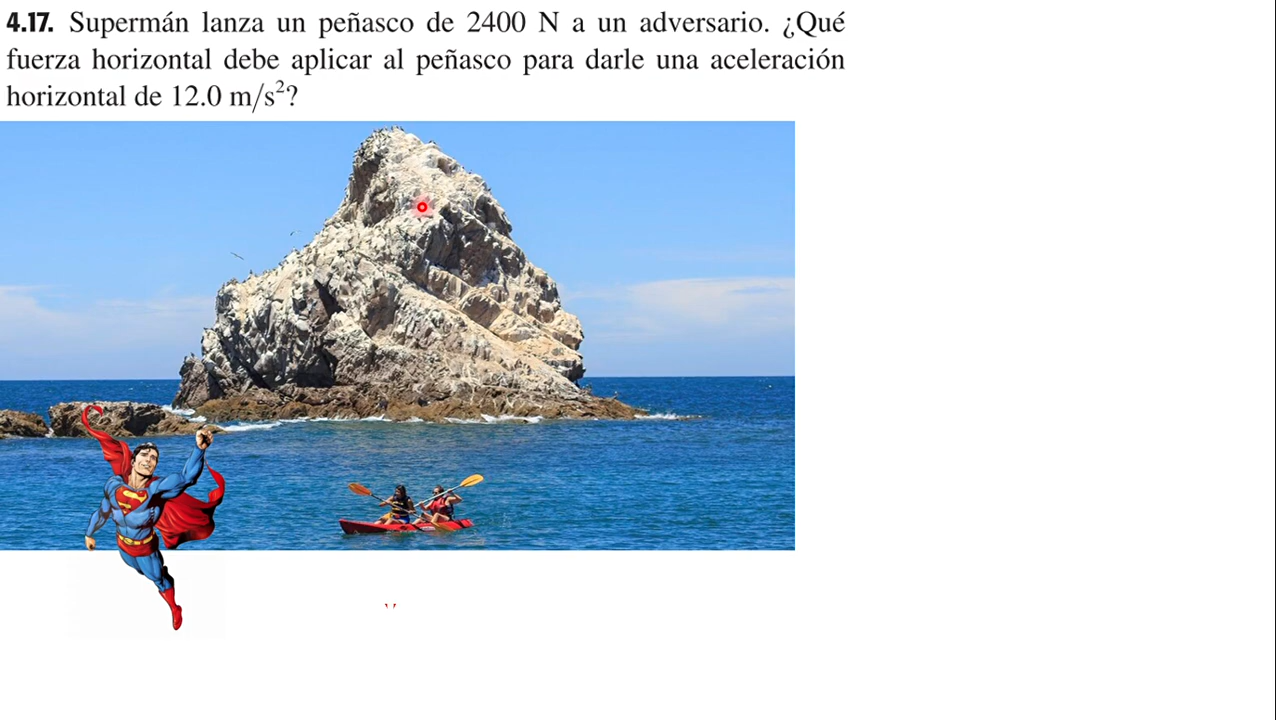 4.17. Supermán lanza un peñasco de 2400 N a un adversario. ¿Qué
fuerza horizontal debe aplicar al peñasco para darle una aceleración
horizontal de 12.0 m/s²?